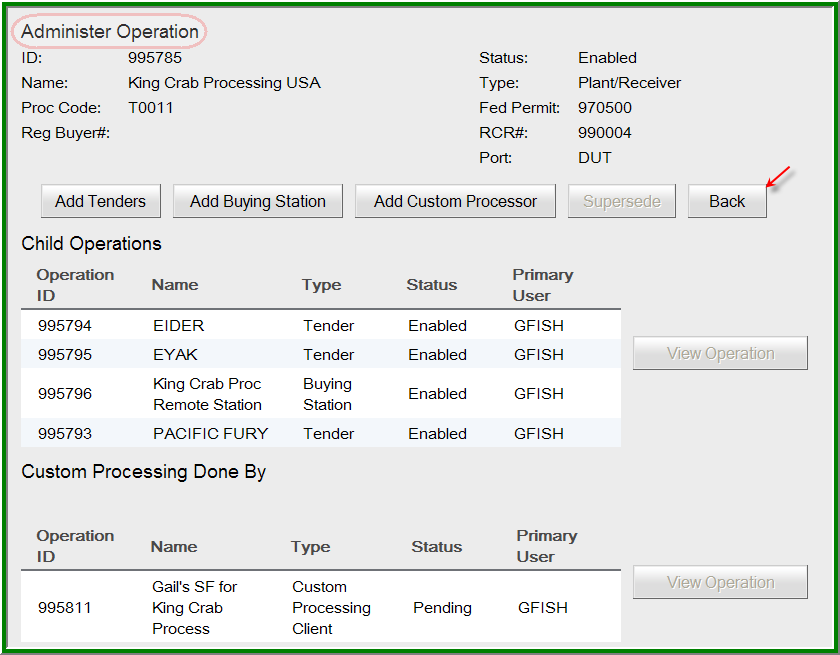 Administer Operation
ID: 995785 Status: Enabled
Name: King Crab Processing USA Type: Plant/Receiver
Proc Code: T0011 Fed Permit: 970500
Reg Buyer#: RCR#: 990004
Port: DUT
Add Tenders Add Buying Station Add Custom Processor Supersede Back
Child Operations
Operation ID Name Type Status Primary User
995794 EIDER Tender Enabled GFISH
995795 EYAK Tender Enabled GFISH
View Operation
995796 King Crab Proc Remote Station Buying Station Enabled GFISH
995793 PACIFIC FURY Tender Enabled GFISH
Custom Processing Done By
Operation ID Name Type Status Primary User
995811 Gail's SF for King Crab Process Custom Processing Client Pending GFISH
View Operation